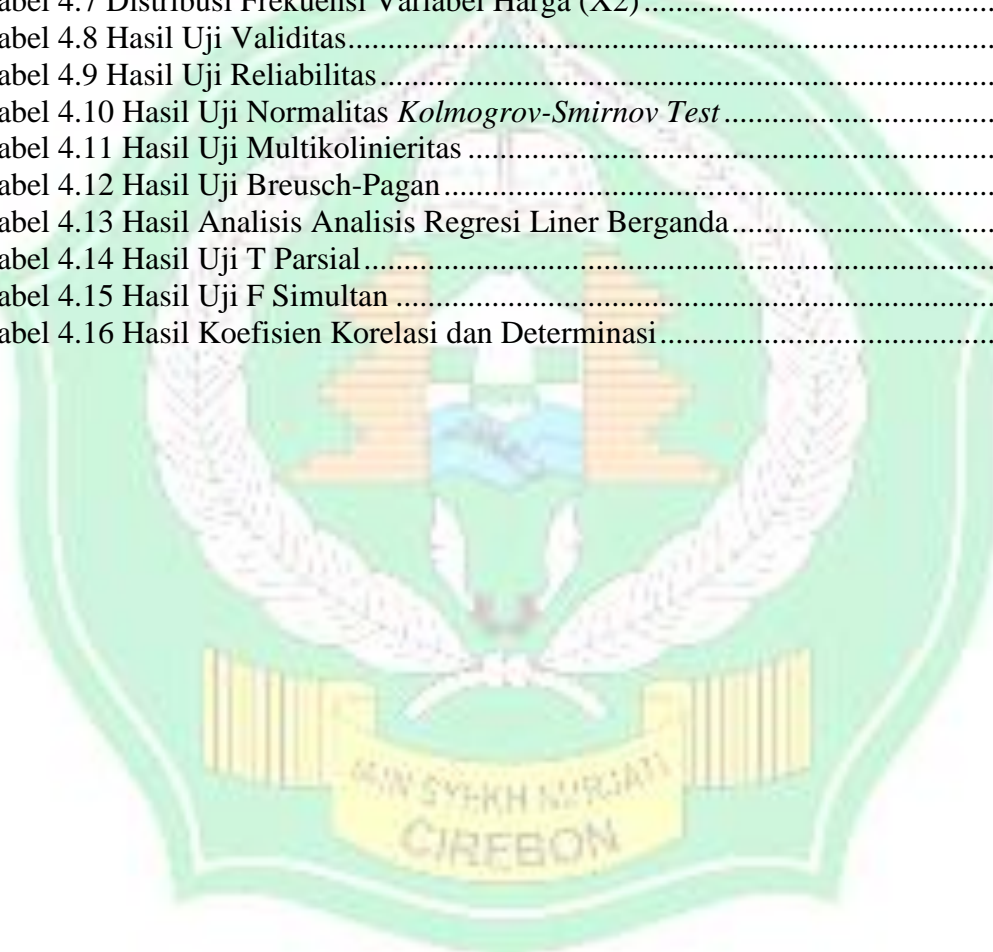 abel 4.7 Distribusi Frekuensi Variabel Harga (X2)................................................
abel 4.8 Hasil Uji Validitas................................................
abel 4.9 Hasil Uji Reliabilitas................................................
abel 4.10 Hasil Uji Normalitas Kolmogrov-Smirnov Test................................................
abel 4.11 Hasil Uji Multikolinieritas ................................................
abel 4.12 Hasil Uji Breusch-Pagan................................................
abel 4.13 Hasil Analisis Analisis Regresi Liner Berganda................................................
abel 4.14 Hasil Uji T Parsial................................................
abel 4.15 Hasil Uji F Simultan ................................................
abel 4.16 Hasil Koefisien Korelasi dan Determinasi................................................
IAIN SYEKH NURJATI
CIREBON